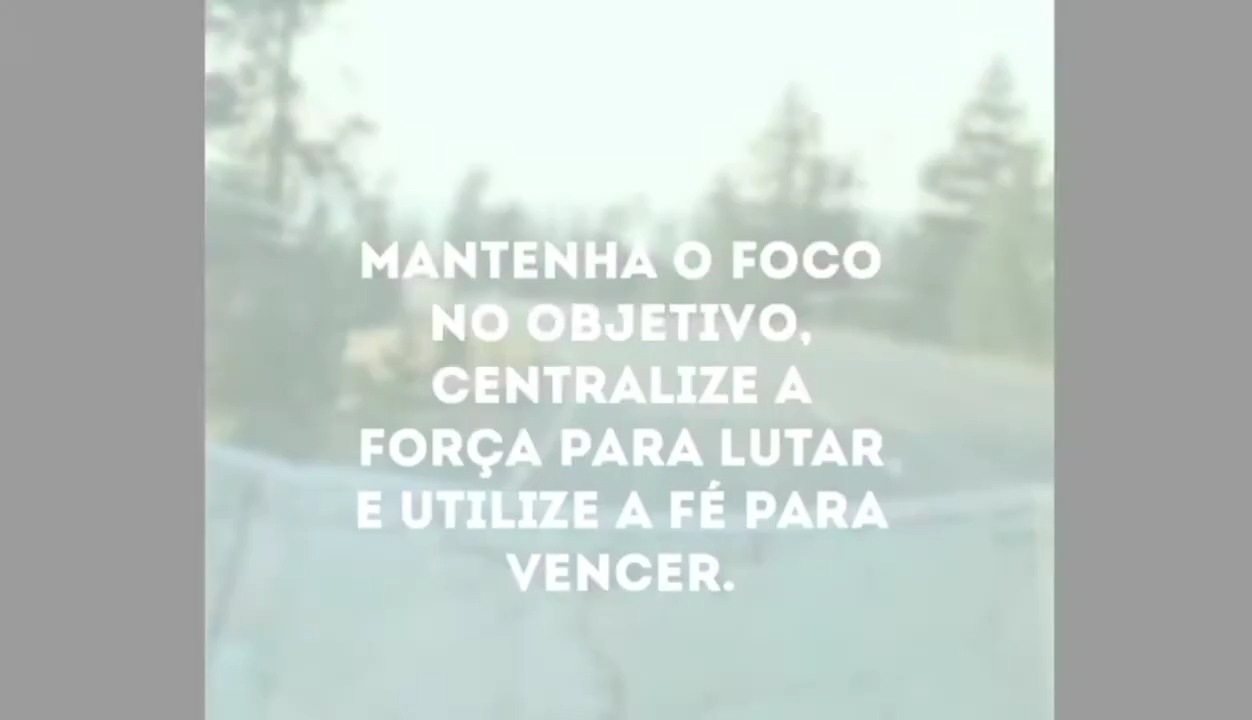 MANTENHA O FOCO
NO OBJETIVO,
CENTRALIZE A
FORÇA PARA LUTAR
E UTILIZE A FÉ PARA
VENCER.